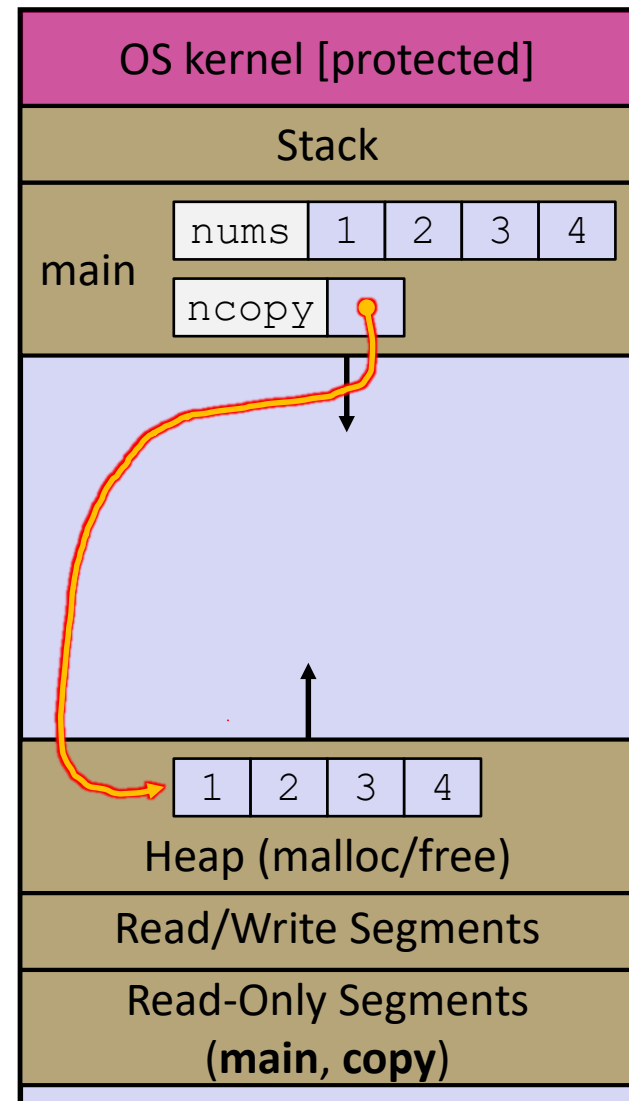 OS kernel [protected]
Stack
main
nums 1 2 3 4
ncopy
1 2 3 4
Heap (malloc/free)
Read/Write Segments
Read-Only Segments
(main, copy)